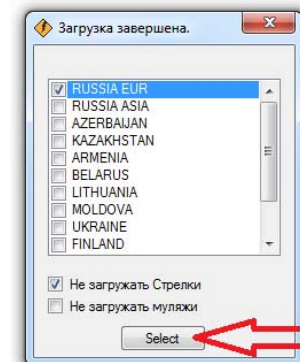 Загрузка завершена.
RUSSIA EUR
RUSSIA ASIA
AZERBAIJAN
KAZAKHSTAN
ARMENIA
BELARUS
LITHUANIA
MOLDOVA
UKRAINE
FINLAND
Не загружать Стрелки
Не загружать муляжи
Select